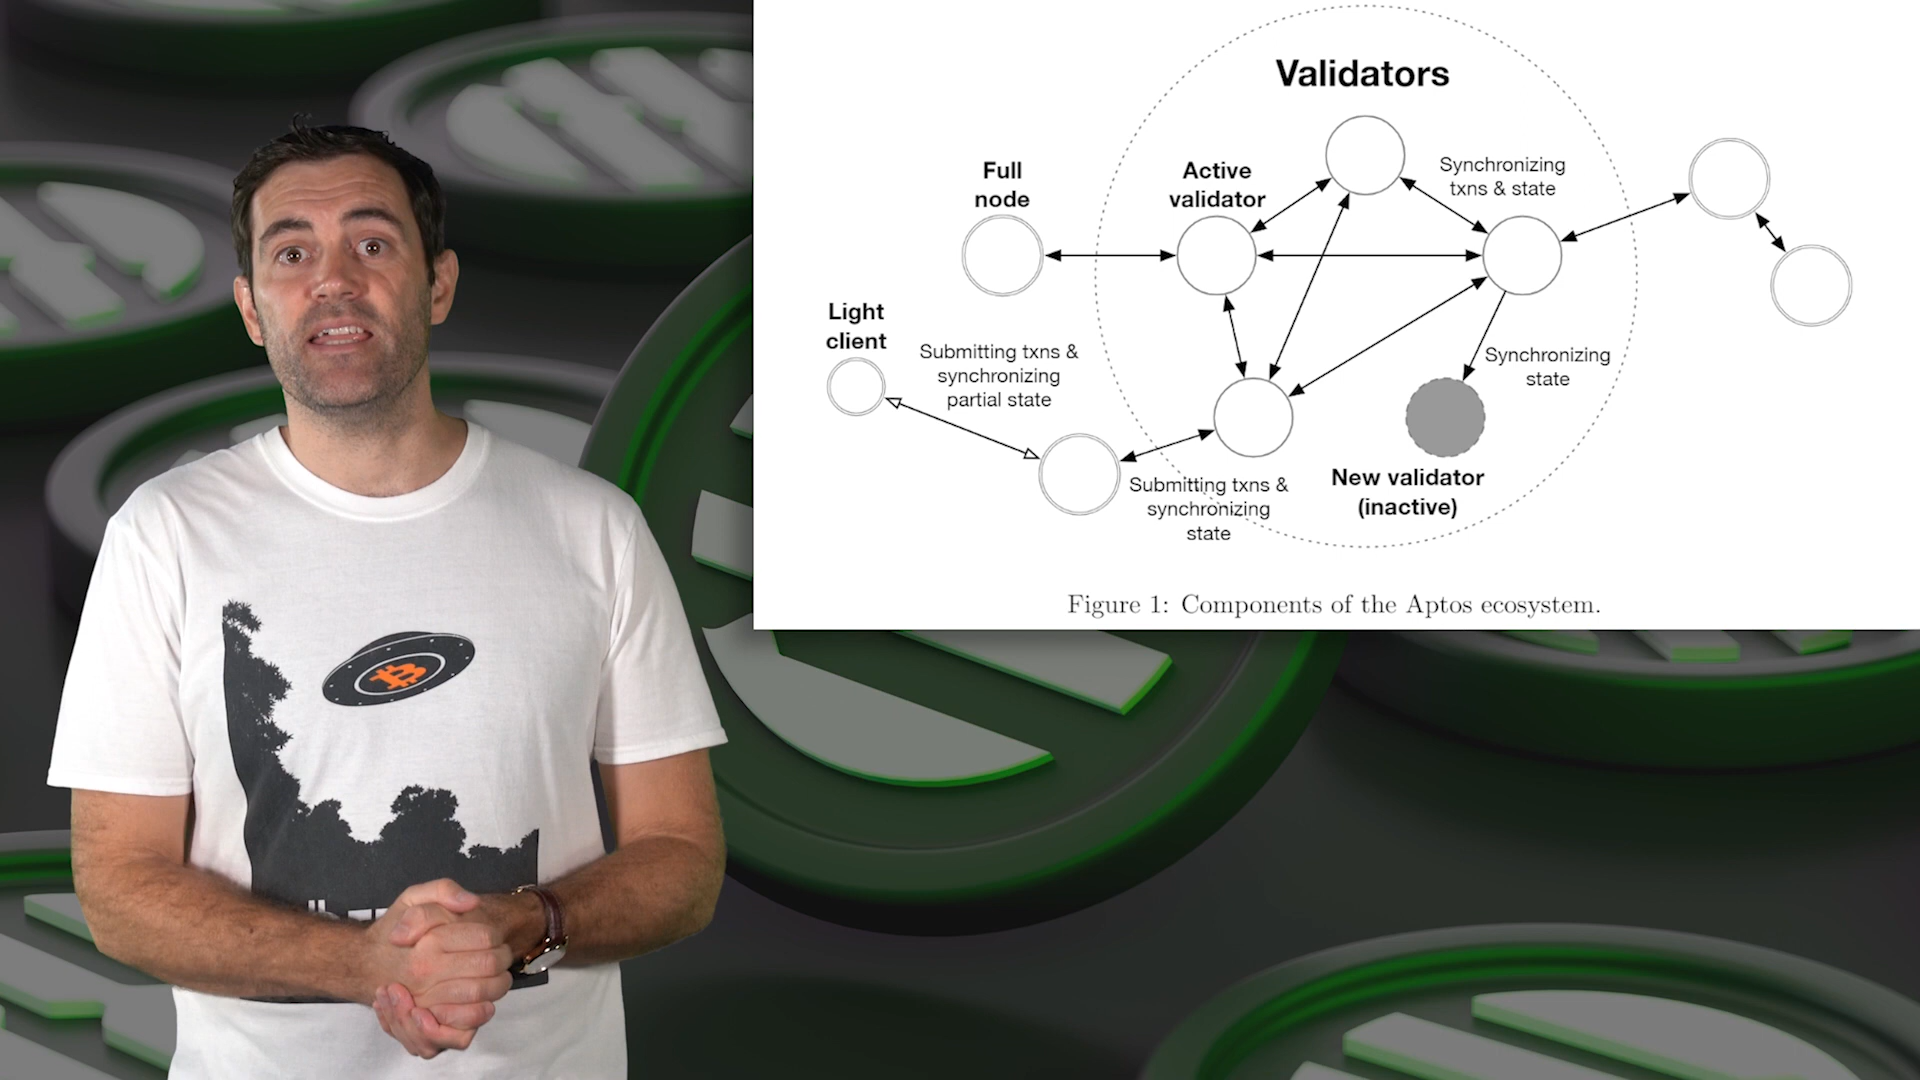 Validators
Full
node
Active
validator
Synchronizing
txns & state
Light
client
Submitting txns &
synchronizing
partial state
Synchronizing
state
Submitting txns &
synchronizing
state
New validator
(inactive)
Figure 1: Components of the Aptos ecosystem.